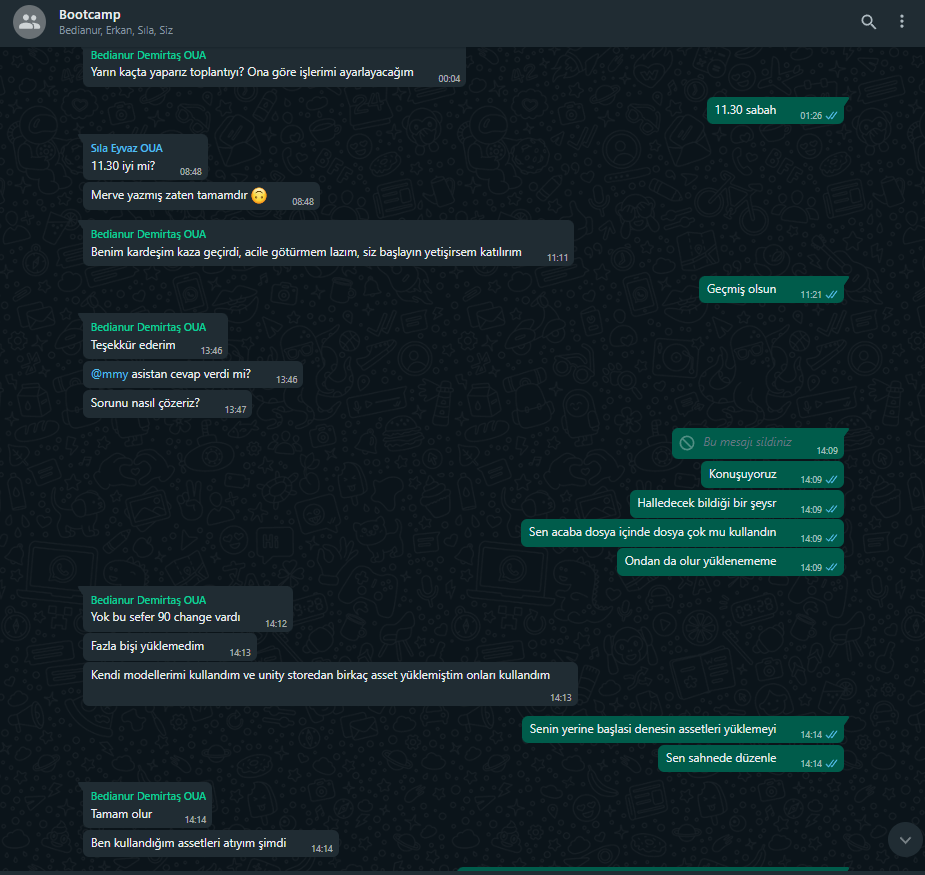 Bootcamp
Bedianur, Erkan, Sıla, Siz
Bedianur Demirtaş OUA
Yarın kaçta yaparız toplantıyı? Ona göre işlerimi ayarlayacağım
00:04
11.30 sabah
01:26
Sıla Eyvaz OUA
11.30 iyi mi?
08:48
Merve yazmış zaten tamamdır 🙃
08:48
Bedianur Demirtaş OUA
Benim kardeşim kaza geçirdi, acile götürmem lazım, siz başlayın yetişirsem katılırım
11:11
Geçmiş olsun
11:21
Bedianur Demirtaş OUA
Teşekkür ederim
13:46
@mmy asistan cevap verdi mi?
13:46
Sorunu nasıl çözeriz?
13:47
Bu mesajı sildiniz
14:09
Konuşuyoruz
14:09
Halledecek bildiği bir şeysr
14:09
Sen acaba dosya içinde dosya çok mu kullandın
14:09
Ondan da olur yüklenememe
14:09
Bedianur Demirtaş OUA
Yok bu sefer 90 change vardı
14:12
Fazla bişi yüklemedim
14:13
Kendi modellerimi kullandım ve unity storedan birkaç asset yüklemiştim onları kullandım
14:13
Senin yerine başlasi denesin assetleri yüklemeyi
14:14
Sen sahnede düzenle
14:14
Bedianur Demirtaş OUA
Tamam olur
14:14
Ben kullandığım assetleri atıyım şimdi
14:14